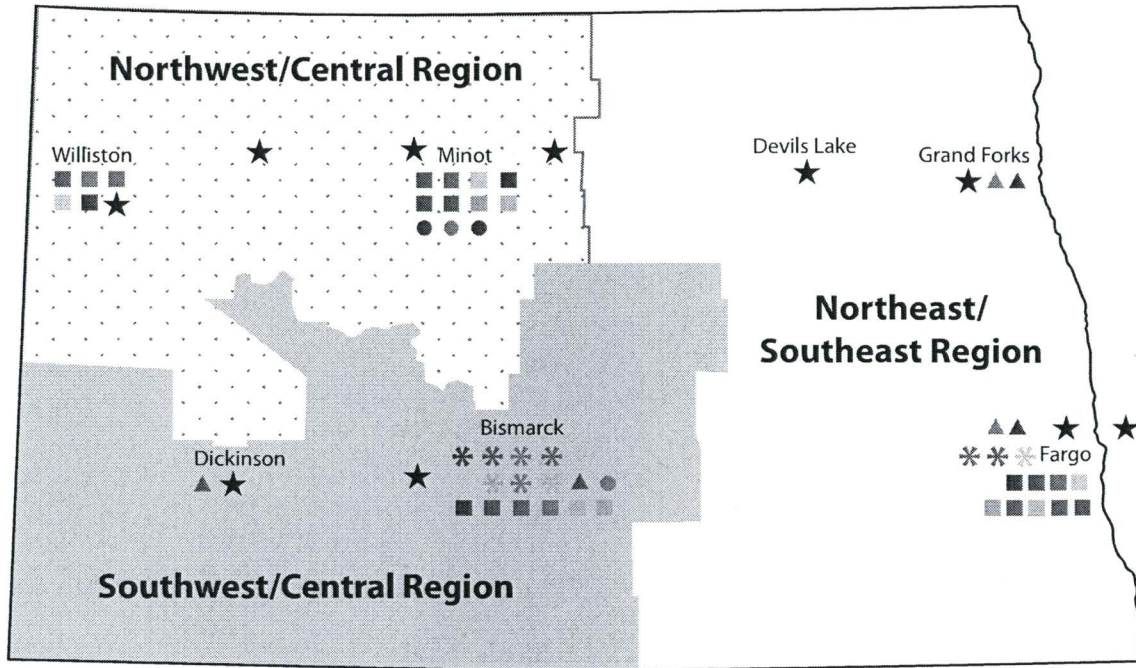 Northwest/Central Region
Williston
Minot
Devils Lake
Grand Forks
Northeast/
Southeast Region
Bismarck
Fargo
Dickinson
Southwest/Central Region